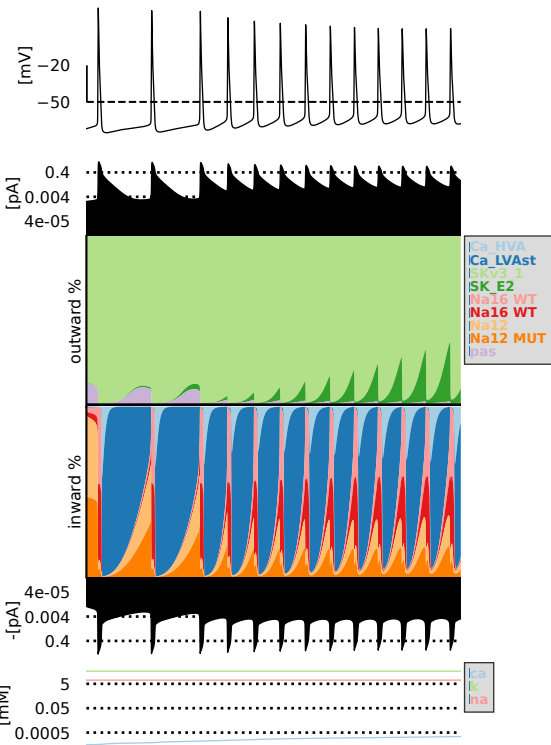 [mV]
−20
−50
[pA]
0.4
0.004
4e-05
outward %
Ca_HVA
Ca_LVAst
SKv3_1
SK_E2
Na16 WT
Na16 WT
Na12
Na12 MUT
pas
inward %
-[pA]
4e-05
0.004
0.4
[mM]
5
0.05
0.0005
ca
k
na